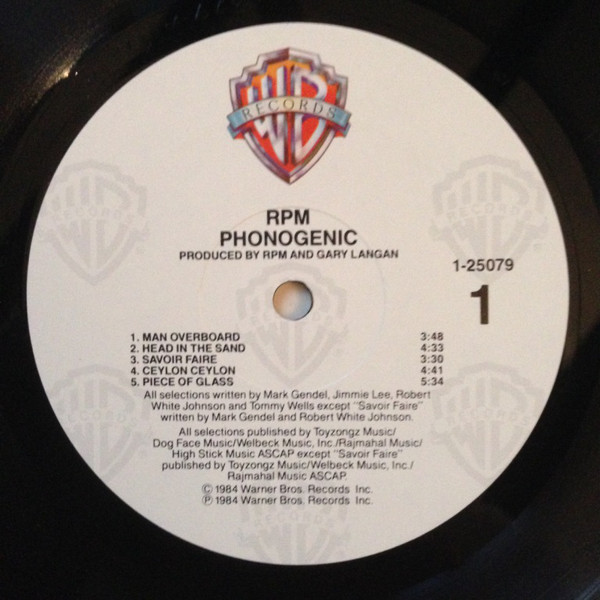 WB
RECORDS
RPM
PHONOGENIC
PRODUCED BY RPM AND GARY LANGAN
1-25079
1
1. MAN OVERBOARD 3:48
2. HEAD IN THE SAND 4:33
3. SAVOIR FAIRE 3:30
4. CEYLON CEYLON 4:41
5. PIECE OF GLASS 5:34
All selections written by Mark Gendel, Jimmie Lee, Robert
White Johnson and Tommy Wells except "Savoir Faire"
written by Mark Gendel and Robert White Johnson.
All selections published by Toyzongz Music/
Dog Face Music/Welbeck Music, Inc./Rajmahal Music/
High Stick Music ASCAP except "Savoir Faire"
published by Toyzongz Music/Welbeck Music, Inc./
Rajmahal Music ASCAP.
© 1984 Warner Bros. Records Inc.
℗ 1984 Warner Bros. Records Inc.